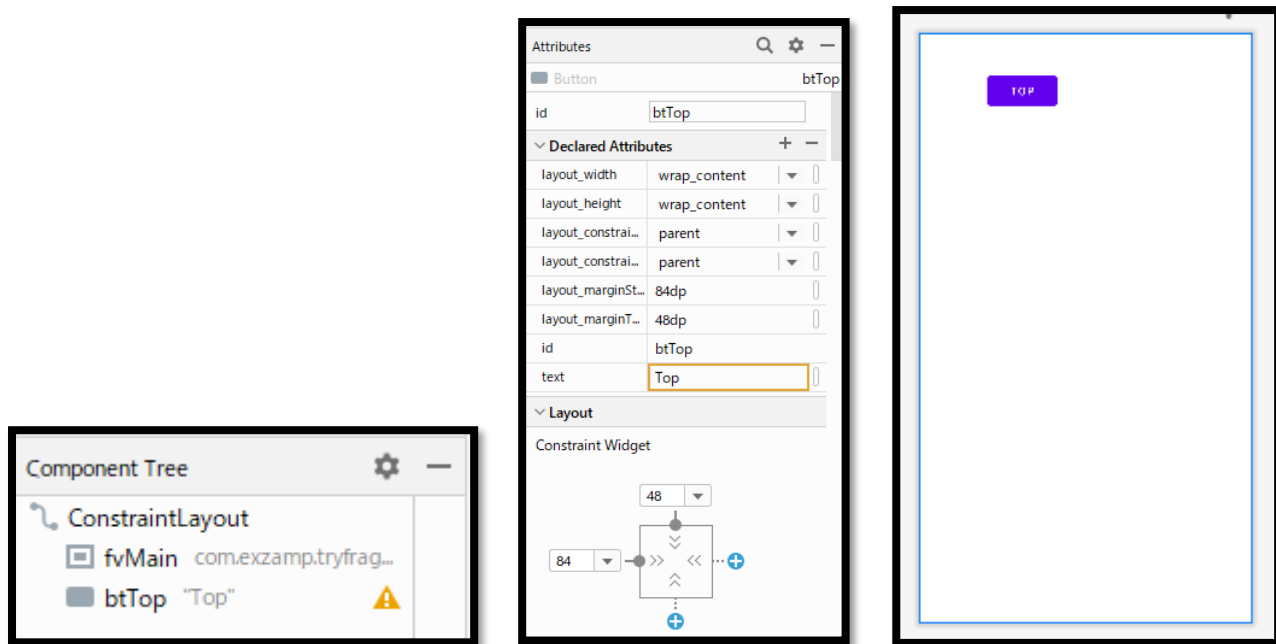 Component Tree
ConstraintLayout
fvMain com.exzamp.tryfrag...
btTop "Top"
Attributes
Button btTop
id btTop
Declared Attributes
layout_width wrap_content
layout_height wrap_content
layout_constrai... parent
layout_constrai... parent
layout_marginSt... 84dp
layout_marginT... 48dp
id btTop
text Top
Layout
Constraint Widget
48
84
TOP